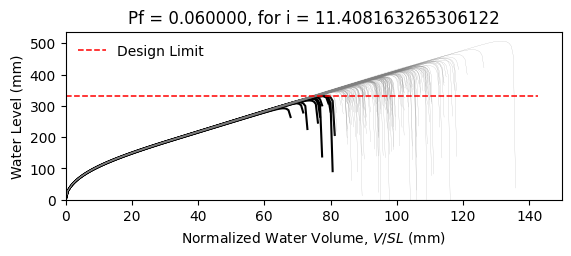 Pf = 0.060000, for i = 11.408163265306122
Water Level (mm)
500
400
300
200
100
0
Design Limit
0 20 40 60 80 100 120 140
Normalized Water Volume, V/SL (mm)